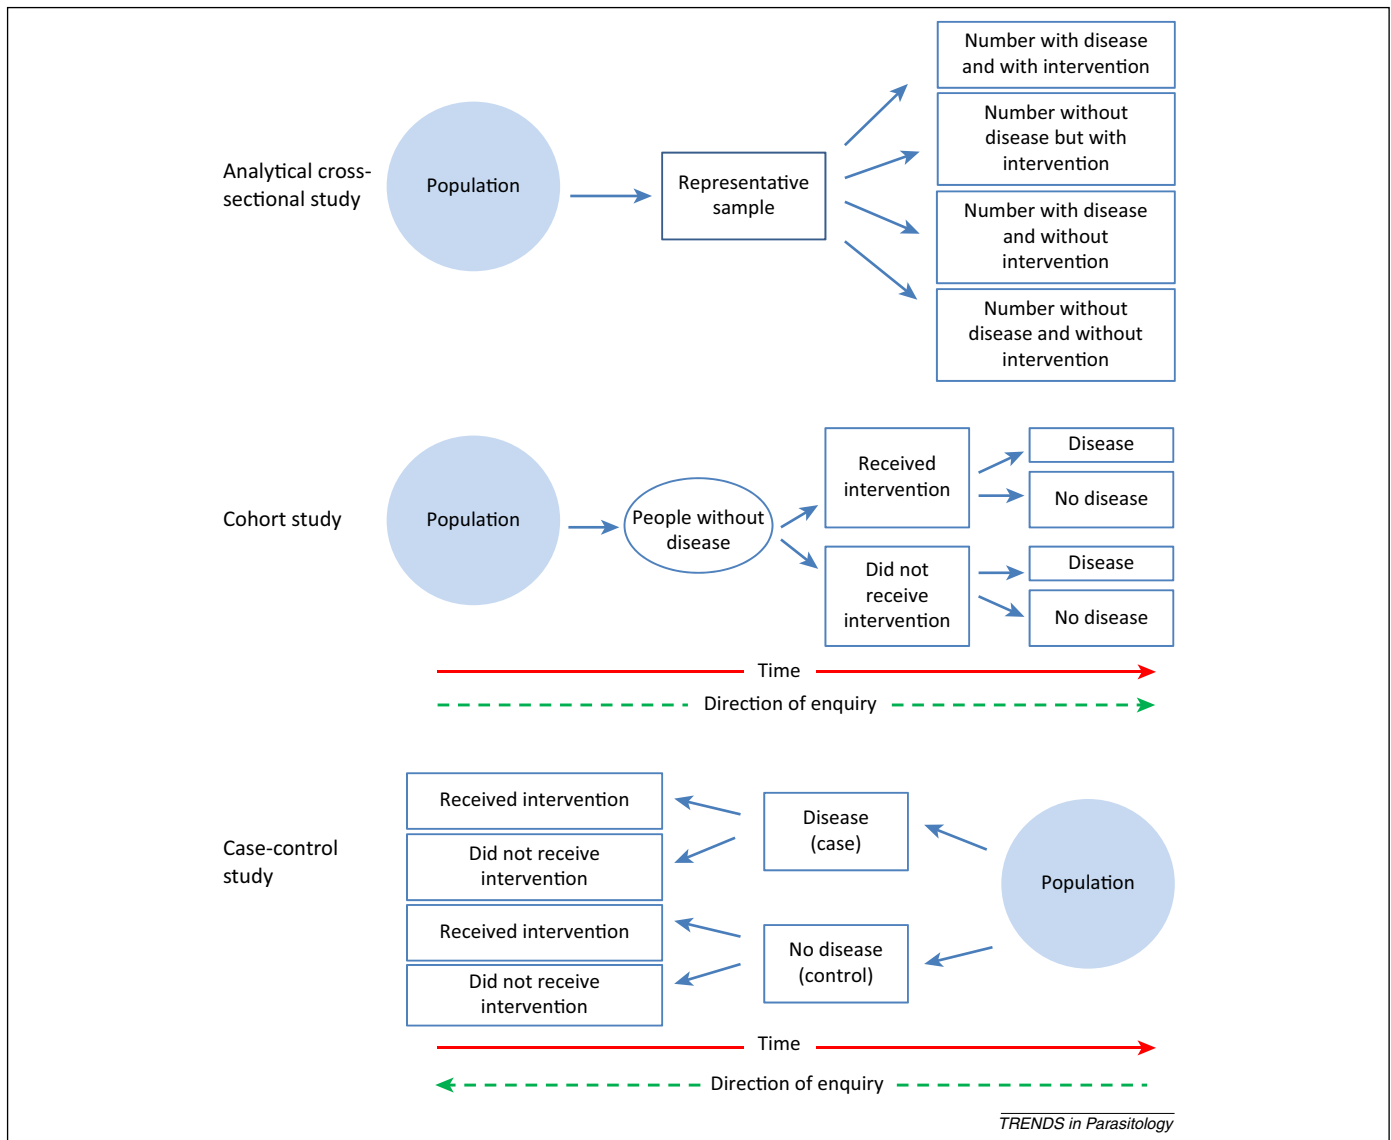 Analytical cross-
sectional study
Population
Representative
sample
Number with disease
and with intervention
Number without
disease but with
intervention
Number with disease
and without
intervention
Number without
disease and without
intervention
Cohort study
Population
People without
disease
Received
intervention
Disease
No disease
Did not
receive
intervention
Disease
No disease
Time
Direction of enquiry
Case-control
study
Received intervention
Did not receive
intervention
Received intervention
Did not receive
intervention
Disease
(case)
No disease
(control)
Population
Time
Direction of enquiry
TRENDS in Parasitology